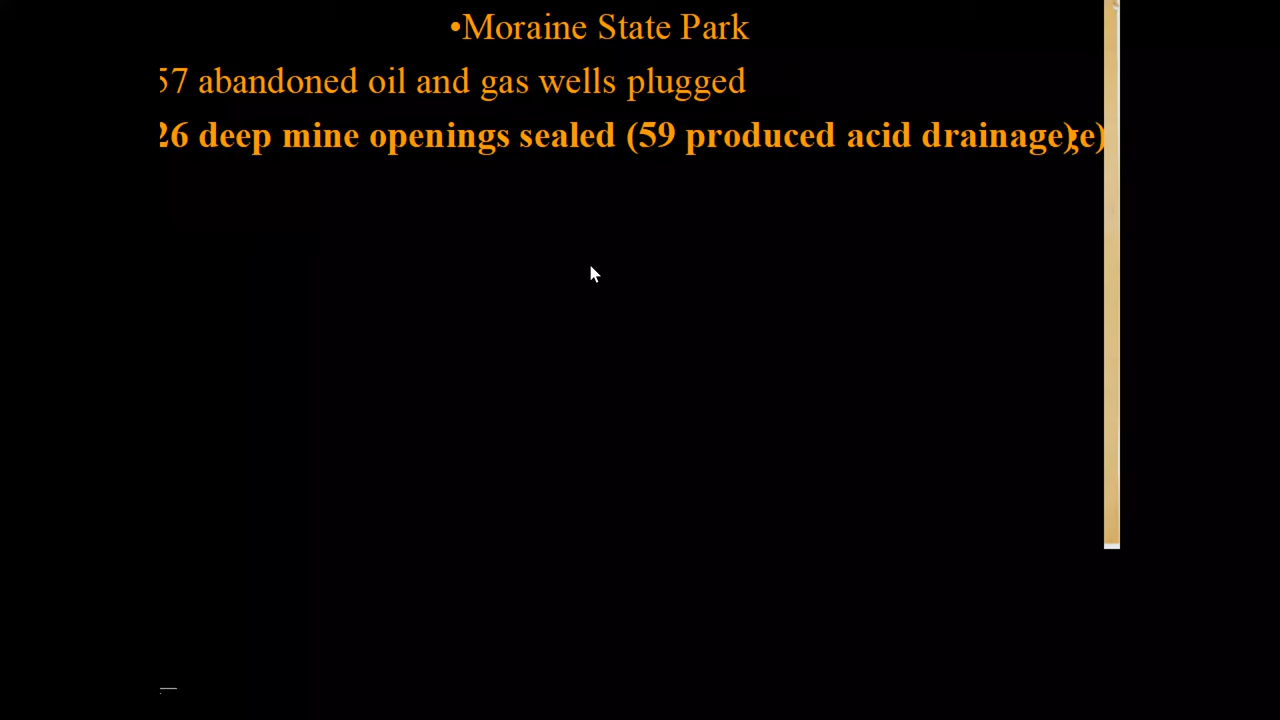 •Moraine State Park
57 abandoned oil and gas wells plugged
26 deep mine openings sealed (59 produced acid drainage)